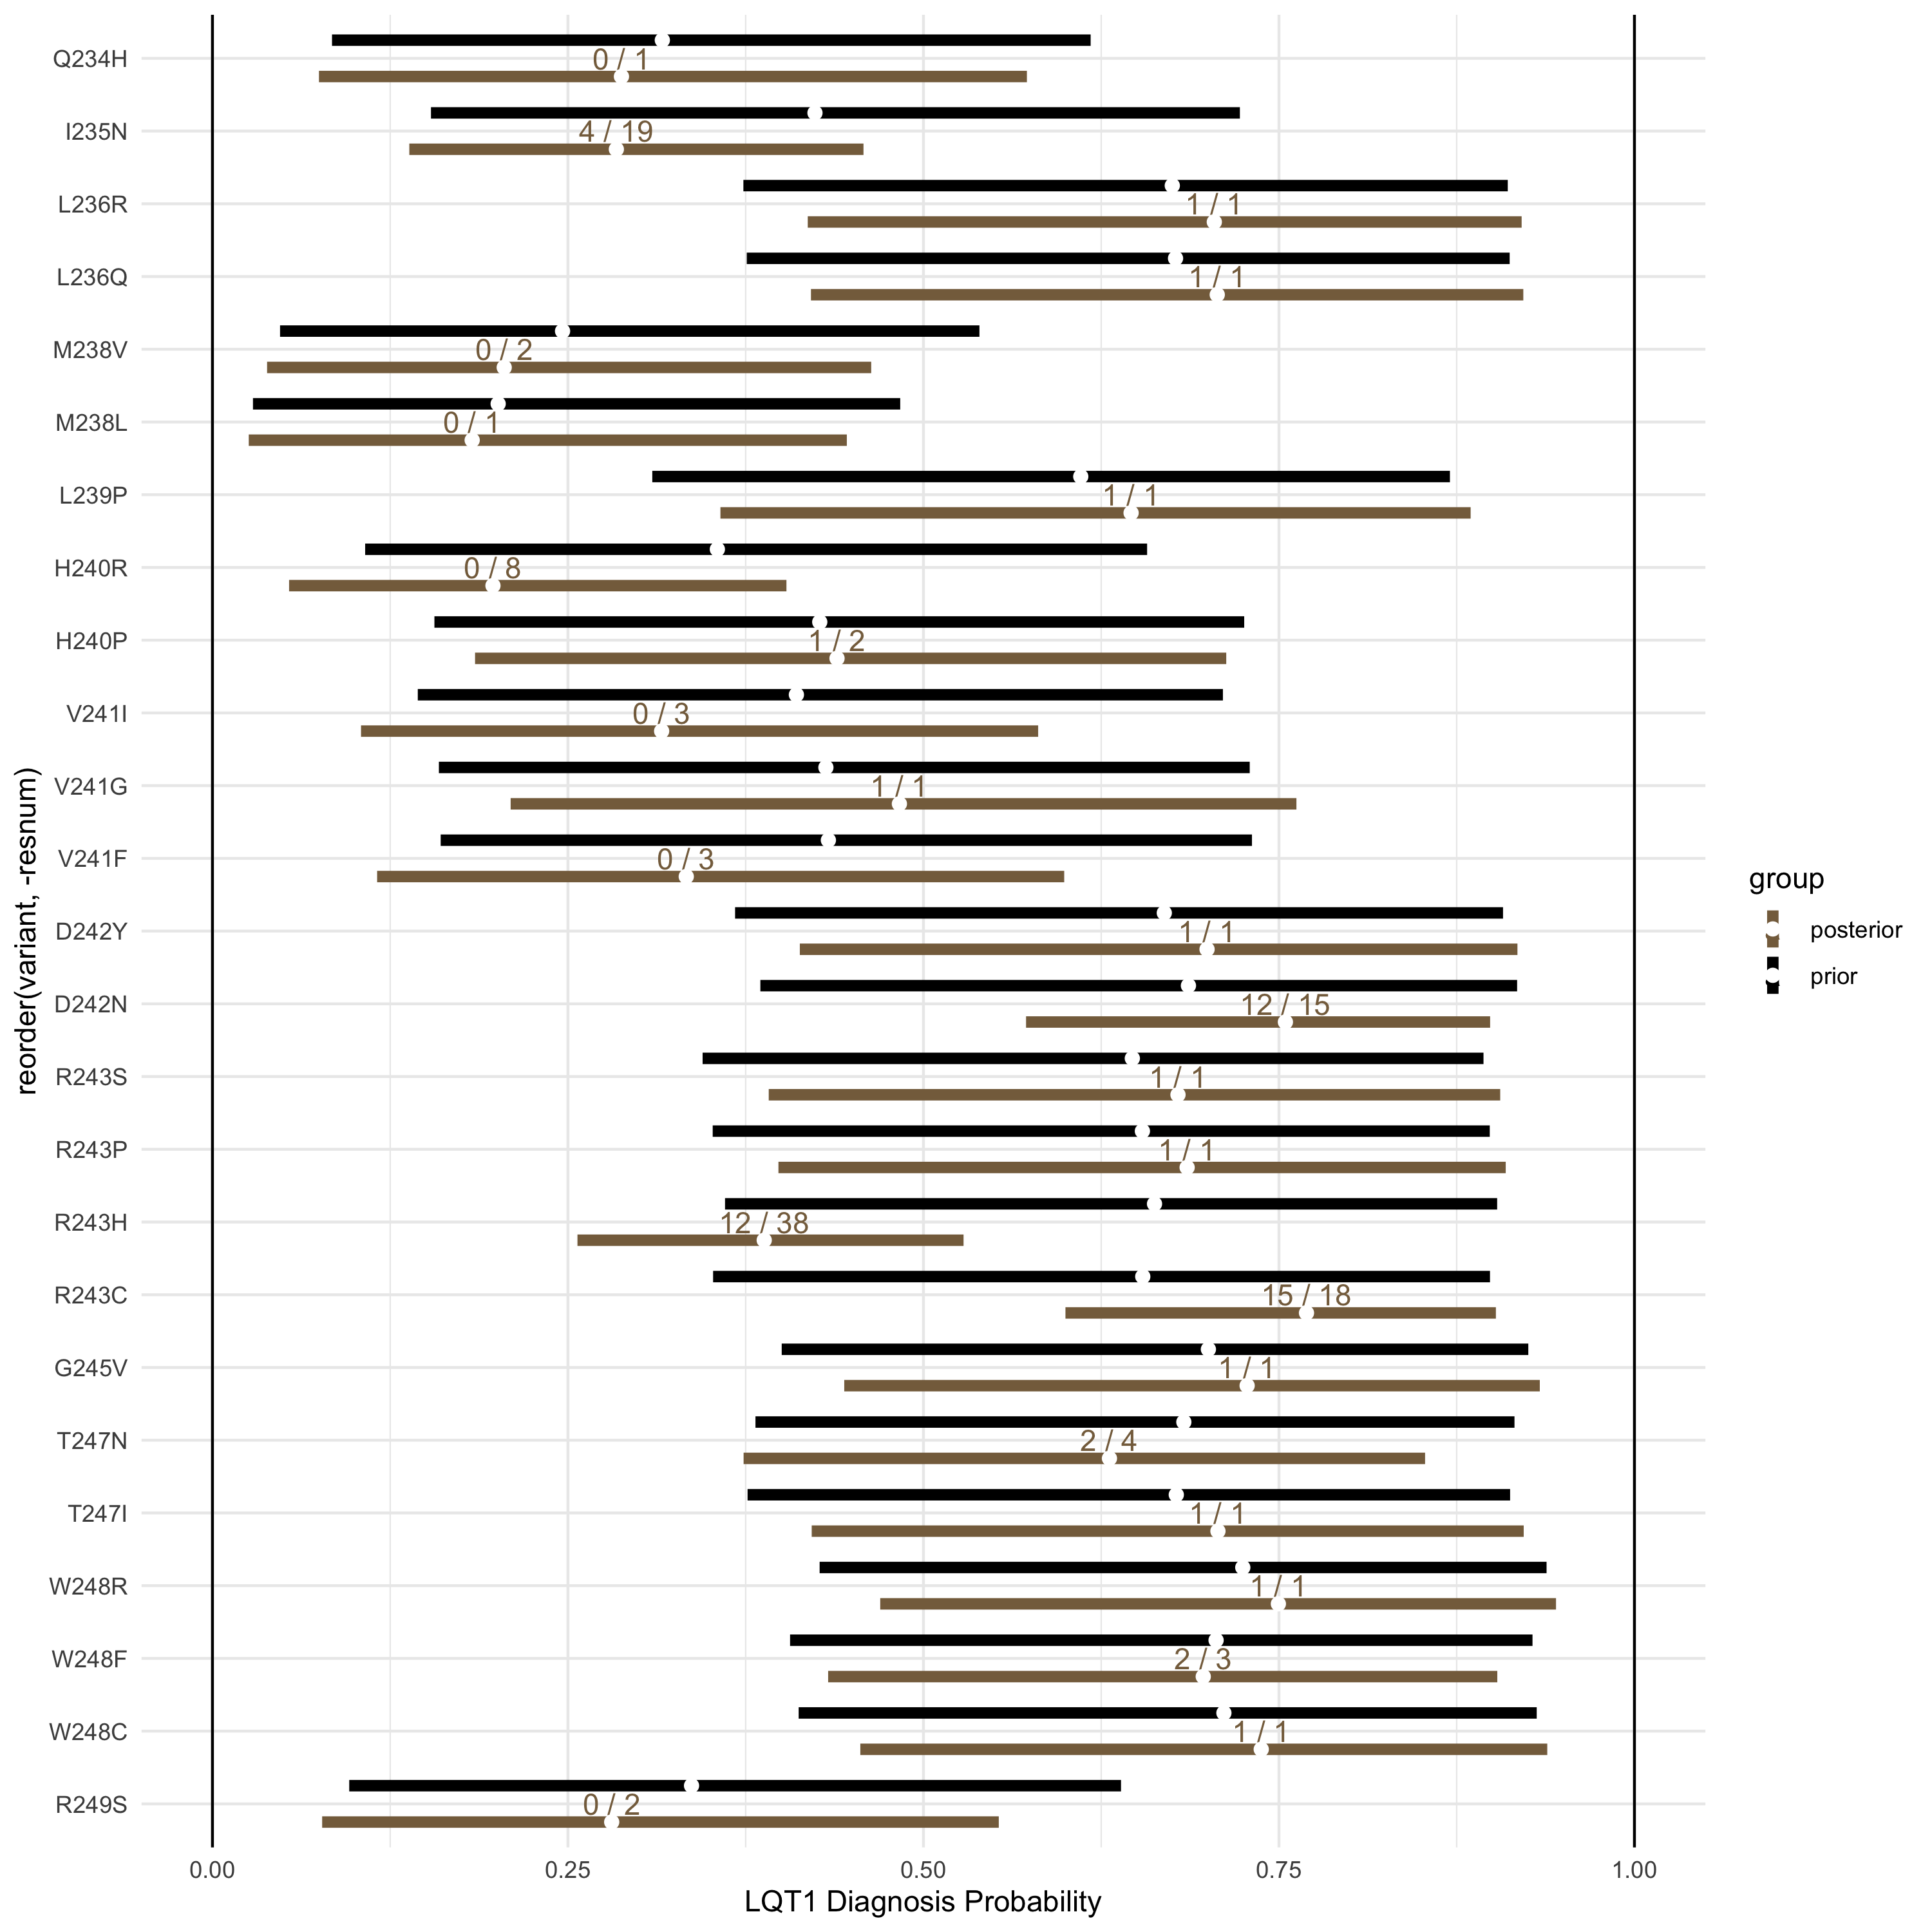 Q234H
0 / 1
I235N
4 / 19
L236R
1 / 1
L236Q
1 / 1
M238V
0 / 2
M238L
0 / 1
L239P
1 / 1
H240R
0 / 8
H240P
1 / 2
V241I
0 / 3
V241G
1 / 1
V241F
0 / 3
D242Y
1 / 1
D242N
12 / 15
R243S
1 / 1
R243P
1 / 1
R243H
12 / 38
R243C
15 / 18
G245V
1 / 1
T247N
2 / 4
T247I
1 / 1
W248R
1 / 1
W248F
2 / 3
W248C
1 / 1
R249S
0 / 2
reorder(variant, -resnum)
0.00 0.25 0.50 0.75 1.00
LQT1 Diagnosis Probability
group
posterior
prior